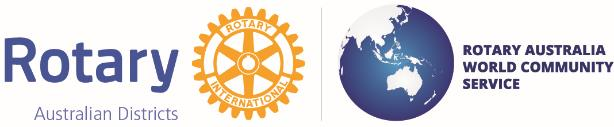 Rotary
Australian Districts
ROTARY
INTERNATIONAL
ROTARY AUSTRALIA
WORLD COMMUNITY
SERVICE